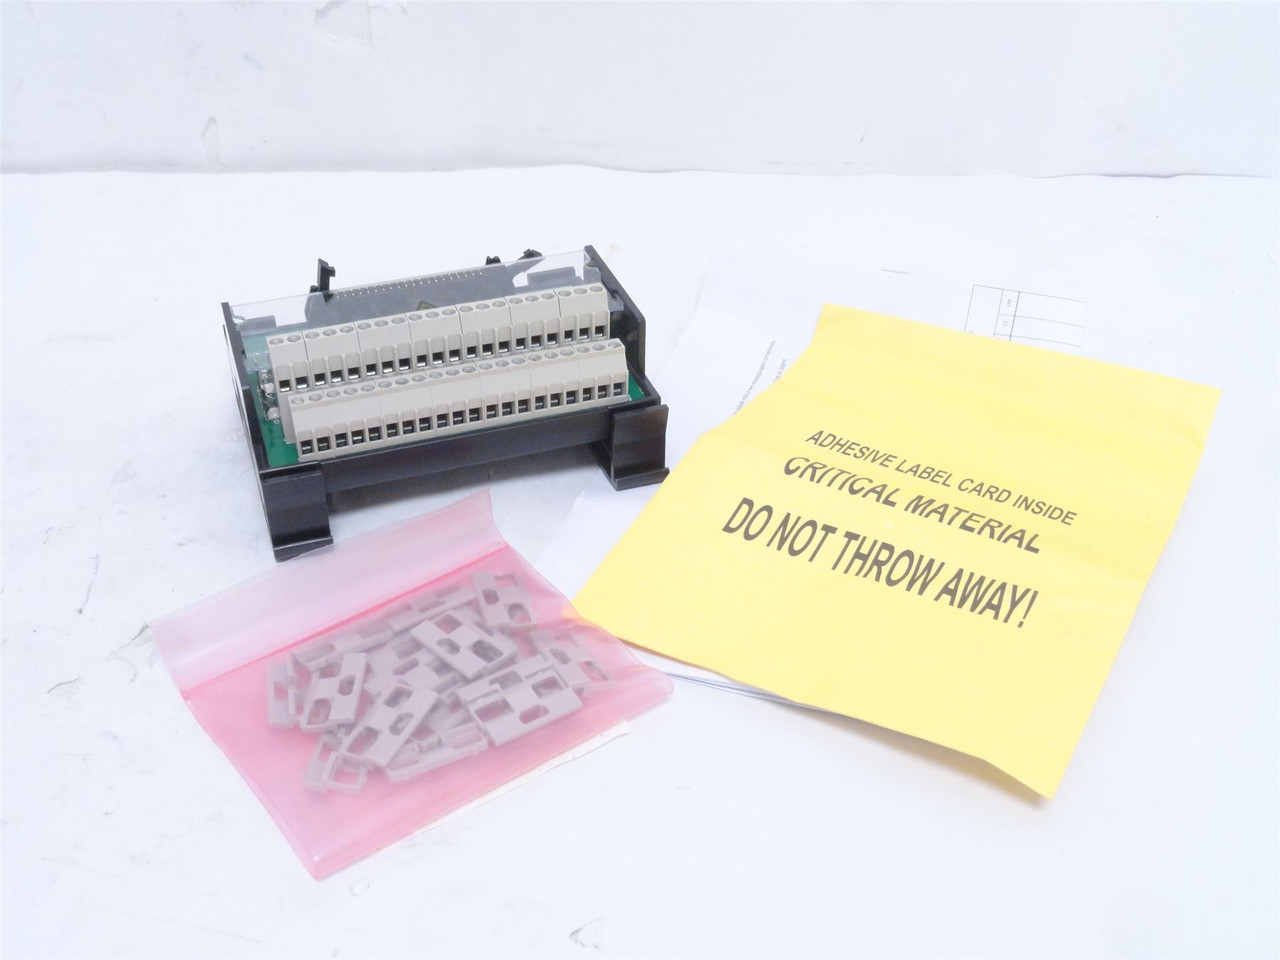 ADHESIVE LABEL CARD INSIDE
CRITICAL MATERIAL
DO NOT THROW AWAY!